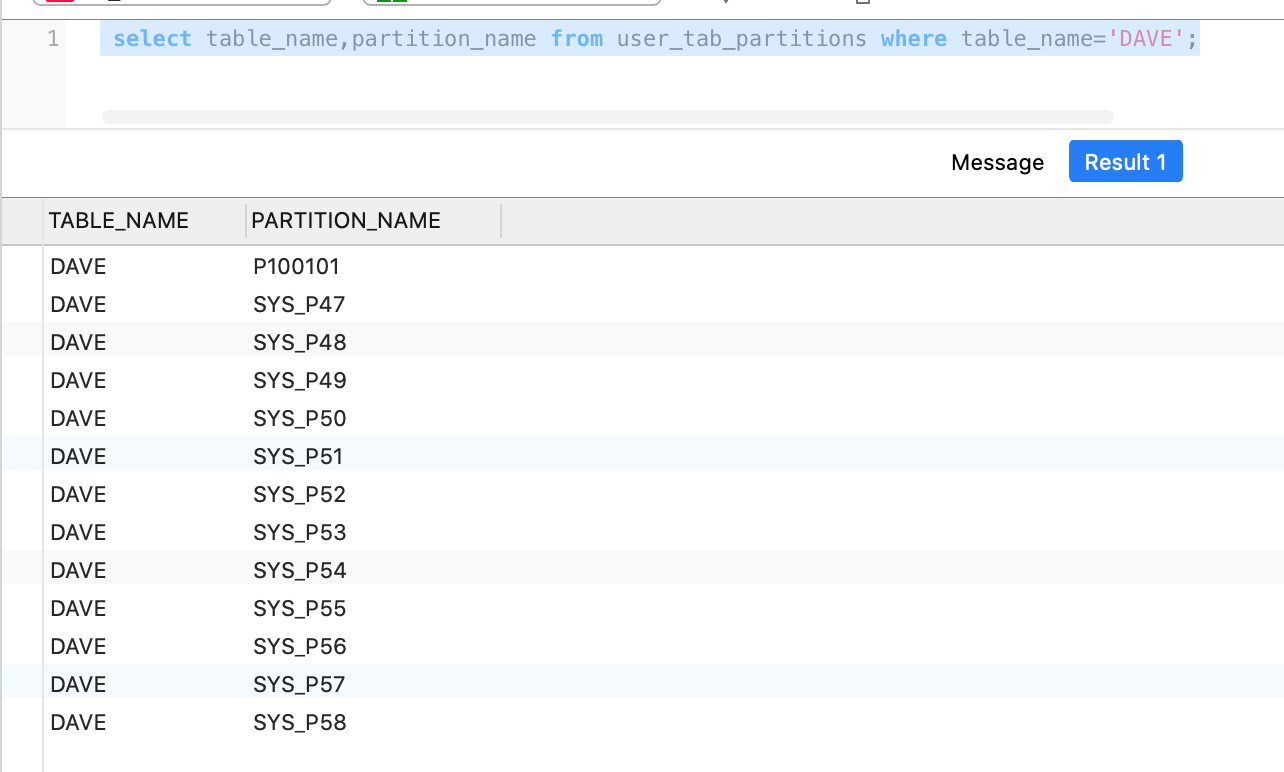 1 select table_name,partition_name from user_tab_partitions where table_name='DAVE';
Message Result 1
TABLE_NAME PARTITION_NAME
DAVE P100101
DAVE SYS_P47
DAVE SYS_P48
DAVE SYS_P49
DAVE SYS_P50
DAVE SYS_P51
DAVE SYS_P52
DAVE SYS_P53
DAVE SYS_P54
DAVE SYS_P55
DAVE SYS_P56
DAVE SYS_P57
DAVE SYS_P58